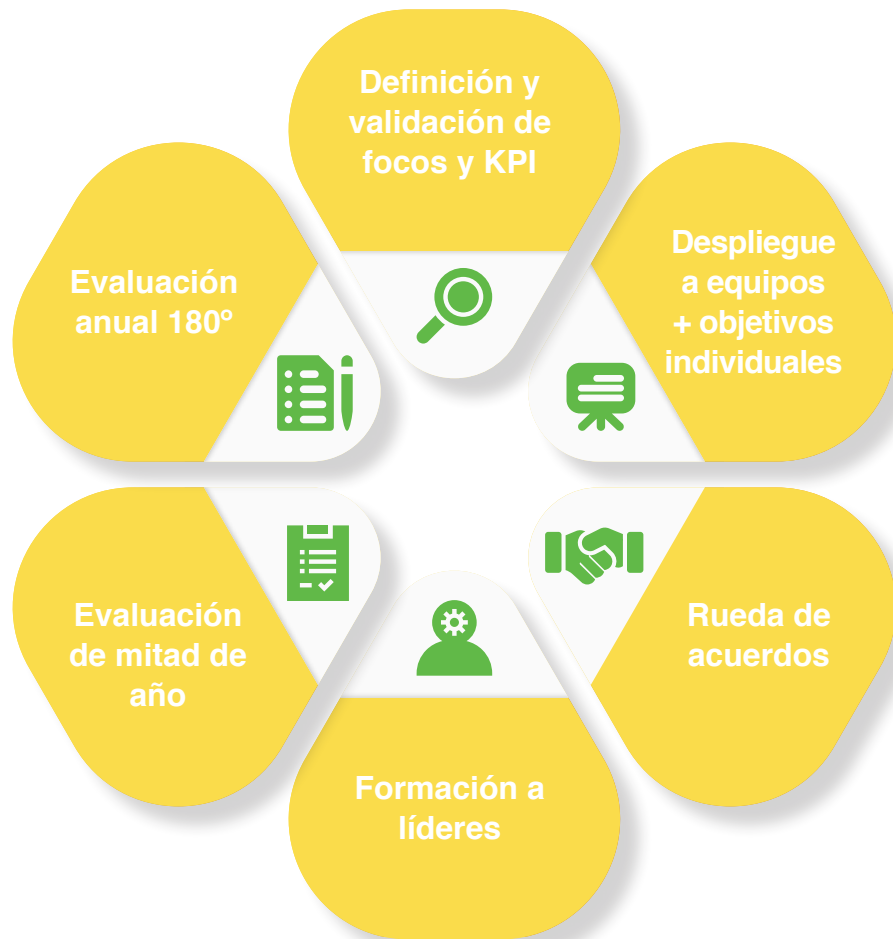 Definición y
validación de
focos y KPI
Despliegue
a equipos
+ objetivos
individuales
Rueda de
acuerdos
Formación a
líderes
Evaluación
de mitad de
año
Evaluación
anual 180º